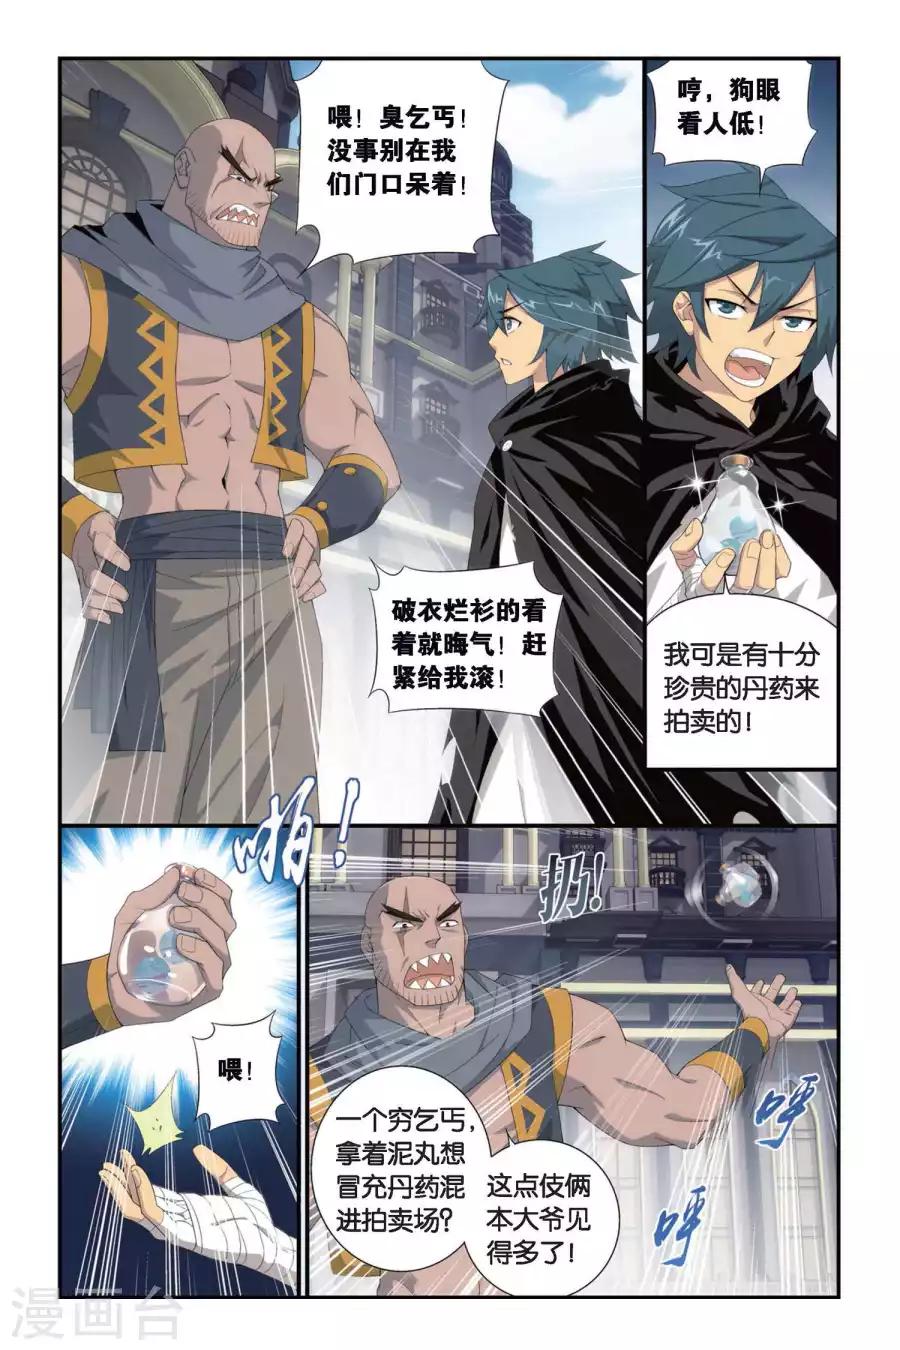 喂！臭乞丐！
没事别在我
们门口呆着！
破衣烂衫的看
着就晦气！赶
紧给我滚！
哼，狗眼
看人低！
我可是有十分
珍贵的丹药来
拍卖的！
啪！
喂！
扔！
一个穷乞丐，
拿着泥丸想
冒充丹药混
进拍卖场？
这点伎俩
本大爷见
得多了！
呼
呼
漫画台